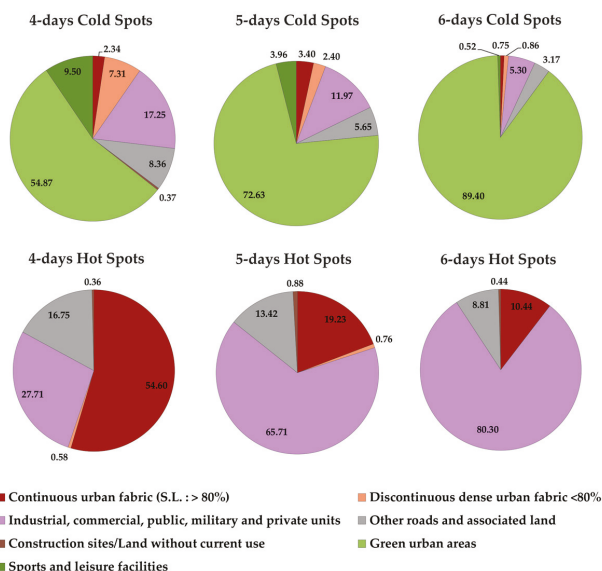 4-days Cold Spots
5-days Cold Spots
6-days Cold Spots
2.34
7.31
17.25
8.36
0.37
54.87
9.50
3.40
2.40
11.97
5.65
72.63
3.96
0.75
0.86
5.30
3.17
89.40
0.52
4-days Hot Spots
5-days Hot Spots
6-days Hot Spots
0.36
54.60
0.58
27.71
16.75
0.88
19.23
0.76
65.71
13.42
0.44
10.44
80.30
8.81
Continuous urban fabric (S.L. : > 80%)
Discontinuous dense urban fabric <80%
Industrial, commercial, public, military and private units
Other roads and associated land
Construction sites/Land without current use
Green urban areas
Sports and leisure facilities